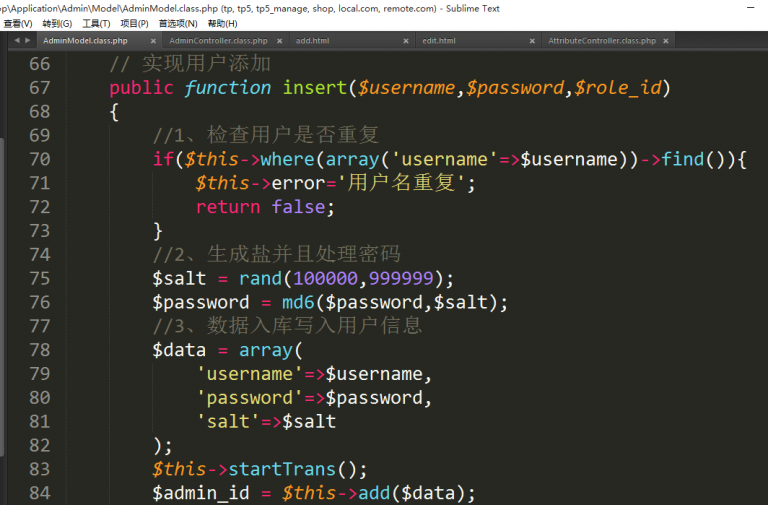 op\Application\Admin\Model\AdminModel.class.php (tp, tp5, tp5_manage, shop, local.com, remote.com) - Sublime Text
查看(V) 转到(G) 工具(T) 项目(P) 首选项(N) 帮助(H)
AdminModel.class.php × AdminController.class.php × add.html × edit.html × AttributeController.class.php ×
66 // 实现用户添加
67 public function insert($username,$password,$role_id)
68 {
69 //1、检查用户是否重复
70 if($this->where(array('username'=>$username))->find()){
71 $this->error='用户名重复';
72 return false;
73 }
74 //2、生成盐并且处理密码
75 $salt = rand(100000,999999);
76 $password = md6($password,$salt);
77 //3、数据入库写入用户信息
78 $data = array(
79 'username'=>$username,
80 'password'=>$password,
81 'salt'=>$salt
82 );
83 $this->startTrans();
84 $admin_id = $this->add($data);